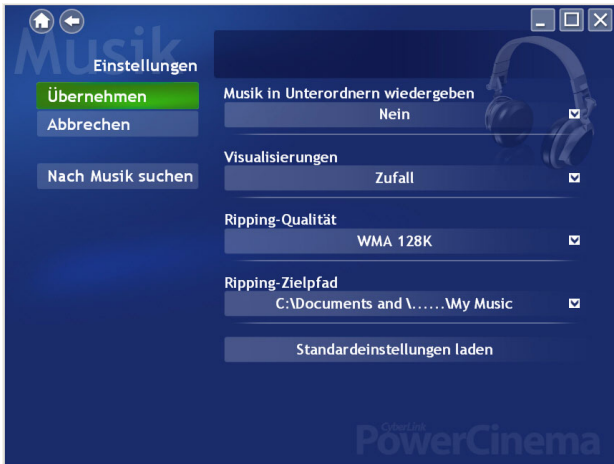 Musik
Einstellungen
Übernehmen
Abbrechen
Nach Musik suchen
Musik in Unterordnern wiedergeben
Nein
Visualisierungen
Zufall
Ripping-Qualität
WMA 128K
Ripping-Zielpfad
C:\Documents and \......\My Music
Standardeinstellungen laden
CyberLink
PowerCinema